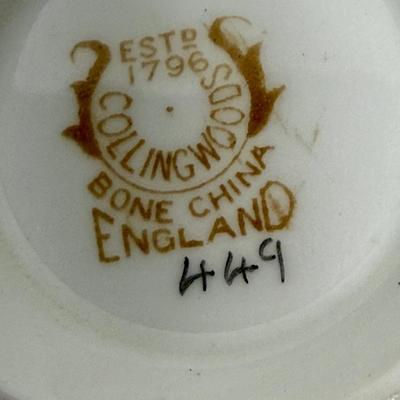 ESTD
1796
COLLINGWOODS
BONE CHINA
ENGLAND
449